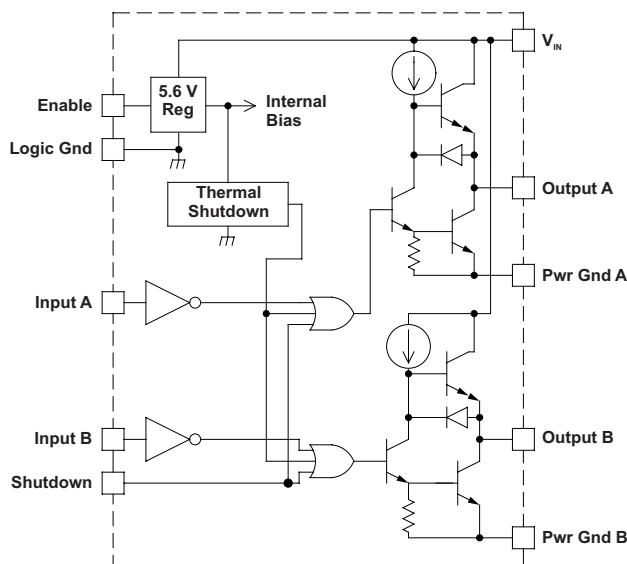 V_IN
Enable
5.6 V
Reg
Internal
Bias
Logic Gnd
Thermal
Shutdown
Output A
Pwr Gnd A
Input A
Input B
Output B
Shutdown
Pwr Gnd B